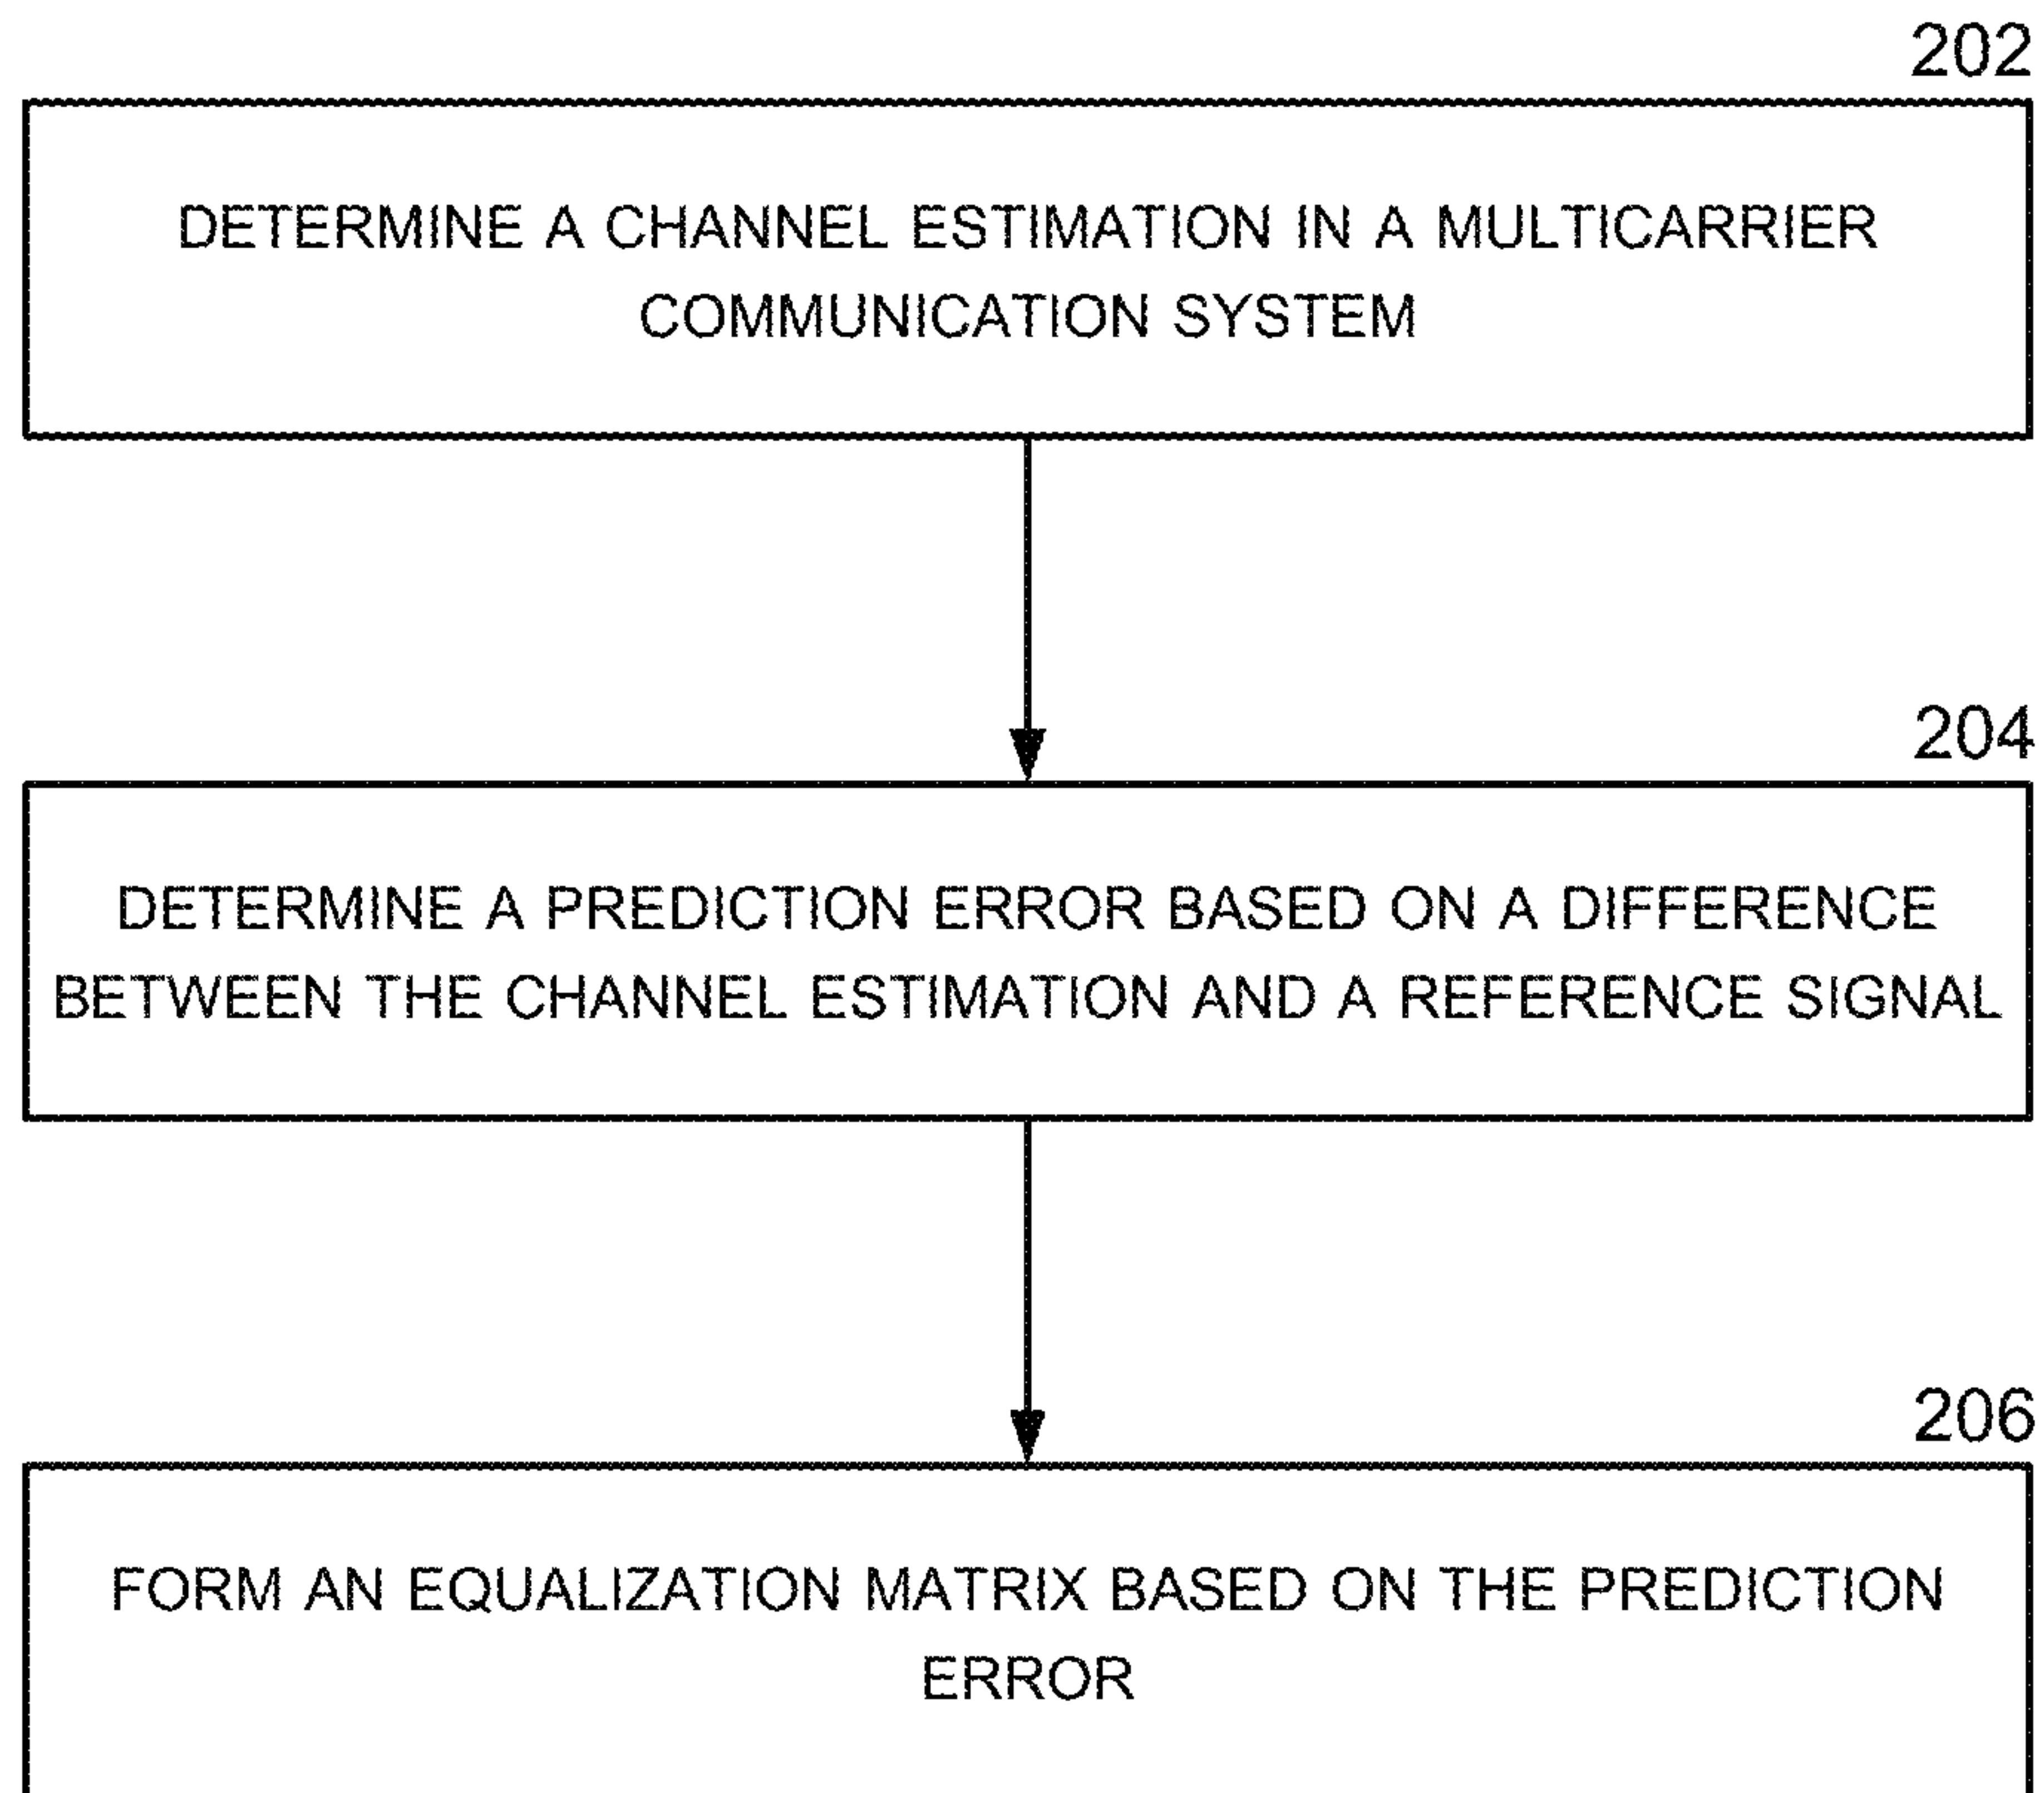 202
DETERMINE A CHANNEL ESTIMATION IN A MULTICARRIER
COMMUNICATION SYSTEM
204
DETERMINE A PREDICTION ERROR BASED ON A DIFFERENCE
BETWEEN THE CHANNEL ESTIMATION AND A REFERENCE SIGNAL
206
FORM AN EQUALIZATION MATRIX BASED ON THE PREDICTION
ERROR